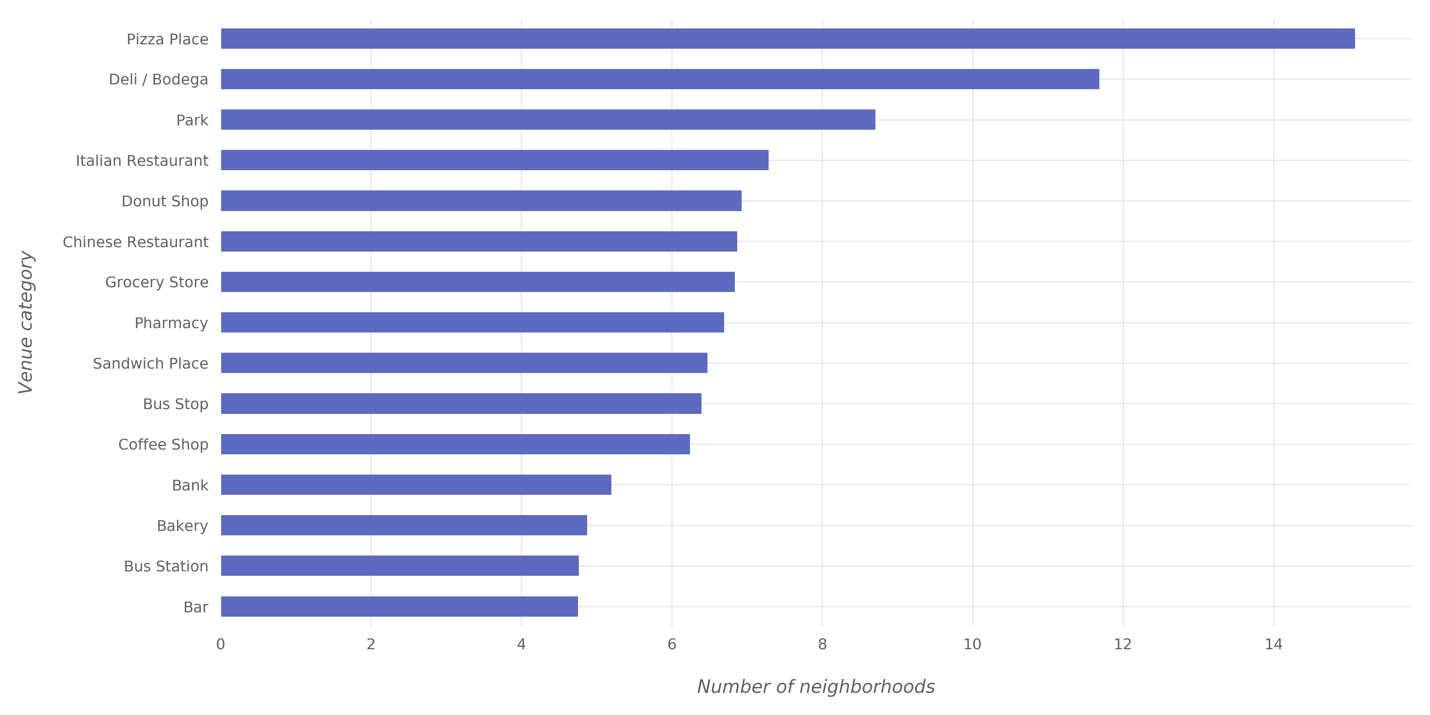 Pizza Place
Deli / Bodega
Park
Italian Restaurant
Donut Shop
Chinese Restaurant
Grocery Store
Pharmacy
Sandwich Place
Bus Stop
Coffee Shop
Bank
Bakery
Bus Station
Bar
Venue category
0 2 4 6 8 10 12 14
Number of neighborhoods